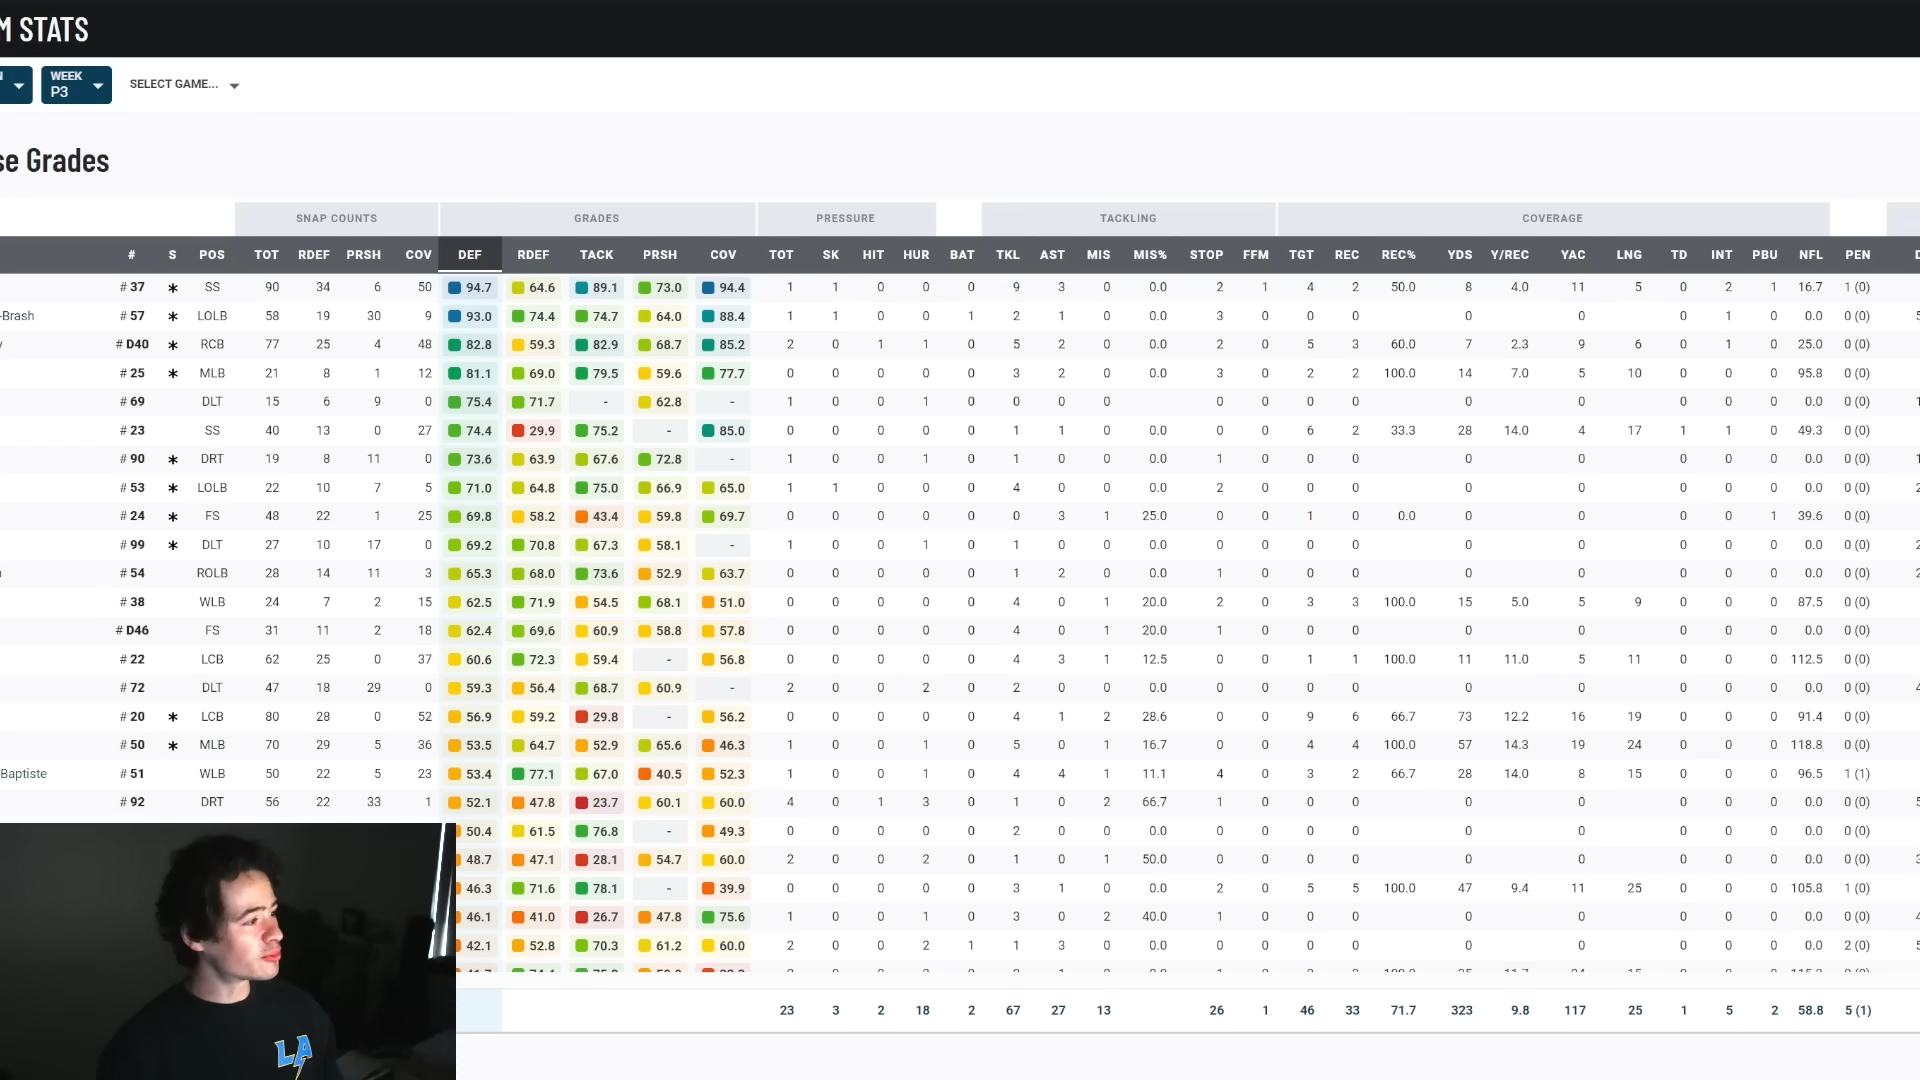 M STATS
WEEK
P3
SELECT GAME...
se Grades
SNAP COUNTS GRADES PRESSURE TACKLING COVERAGE
# S POS TOT RDEF PRSH COV DEF RDEF TACK PRSH COV TOT SK HIT HUR BAT TKL AST MIS MIS% STOP FFM TGT REC REC% YDS Y/REC YAC LNG TD INT PBU NFL PEN
# 37 * SS 90 34 6 50 94.7 64.6 89.1 73.0 94.4 1 1 0 0 0 9 3 0 0.0 2 1 4 2 50.0 8 4.0 11 5 0 2 1 16.7 1 (0)
-Brash # 57 * LOLB 58 19 30 9 93.0 74.4 74.7 64.0 88.4 1 1 0 0 1 2 1 0 0.0 3 0 0 0 0 0 0 1 0 0.0 0 (0)
# D40 * RCB 77 25 4 48 82.8 59.3 82.9 68.7 85.2 2 0 1 1 0 5 2 0 0.0 2 0 5 3 60.0 7 2.3 9 6 0 1 0 25.0 0 (0)
# 25 * MLB 21 8 1 12 81.1 69.0 79.5 59.6 77.7 0 0 0 0 0 3 2 0 0.0 3 0 2 2 100.0 14 7.0 5 10 0 0 0 95.8 0 (0)
# 69 DLT 15 6 9 0 75.4 71.7 - 62.8 - 1 0 0 1 0 0 0 0 0 0 0 0 0 0 0 0 0 0.0 0 (0)
# 23 SS 40 13 0 27 74.4 29.9 75.2 - 85.0 0 0 0 0 0 1 1 0 0.0 0 0 6 2 33.3 28 14.0 4 17 1 1 0 49.3 0 (0)
# 90 * DRT 19 8 11 0 73.6 63.9 67.6 72.8 - 1 0 0 1 0 1 0 0 0.0 1 0 0 0 0 0 0 0 0 0.0 0 (0)
# 53 * LOLB 22 10 7 5 71.0 64.8 75.0 66.9 65.0 1 1 0 0 0 4 0 0 0.0 2 0 0 0 0 0 0 0 0 0.0 0 (0)
# 24 * FS 48 22 1 25 69.8 58.2 43.4 59.8 69.7 0 0 0 0 0 0 3 1 25.0 0 0 1 0 0.0 0 0 0 0 1 39.6 0 (0)
# 99 * DLT 27 10 17 0 69.2 70.8 67.3 58.1 - 1 0 0 1 0 1 0 0 0.0 0 0 0 0 0 0 0 0 0 0.0 0 (0)
# 54 ROLB 28 14 11 3 65.3 68.0 73.6 52.9 63.7 0 0 0 0 0 1 2 0 0.0 1 0 0 0 0 0 0 0 0 0.0 0 (0)
# 38 WLB 24 7 2 15 62.5 71.9 54.5 68.1 51.0 0 0 0 0 0 4 0 1 20.0 2 0 3 3 100.0 15 5.0 5 9 0 0 0 87.5 0 (0)
# D46 FS 31 11 2 18 62.4 69.6 60.9 58.8 57.8 0 0 0 0 0 4 0 1 20.0 1 0 0 0 0 0 0 0 0 0.0 0 (0)
# 22 LCB 62 25 0 37 60.6 72.3 59.4 - 56.8 0 0 0 0 0 4 3 1 12.5 0 0 1 1 100.0 11 11.0 5 11 0 0 0 112.5 0 (0)
# 72 DLT 47 18 29 0 59.3 56.4 68.7 60.9 - 2 0 0 2 0 2 0 0 0.0 0 0 0 0 0 0 0 0 0 0.0 0 (0)
# 20 * LCB 80 28 0 52 56.9 59.2 29.8 - 56.2 0 0 0 0 0 4 1 2 28.6 0 0 9 6 66.7 73 12.2 16 19 0 0 0 91.4 0 (0)
# 50 * MLB 70 29 5 36 53.5 64.7 52.9 65.6 46.3 1 0 0 1 0 5 0 1 16.7 0 0 4 4 100.0 57 14.3 19 24 0 0 0 118.8 0 (0)
Baptiste # 51 WLB 50 22 5 23 53.4 77.1 67.0 40.5 52.3 1 0 0 1 0 4 4 1 11.1 4 0 3 2 66.7 28 14.0 8 15 0 0 0 96.5 1 (1)
# 92 DRT 56 22 33 1 52.1 47.8 23.7 60.1 60.0 4 0 1 3 0 1 0 2 66.7 1 0 0 0 0 0 0 0 0 0.0 0 (0)
50.4 61.5 76.8 - 49.3 0 0 0 0 0 2 0 0 0.0 0 0 0 0 0 0 0 0 0 0.0 0 (0)
48.7 47.1 28.1 54.7 60.0 2 0 0 2 0 1 0 1 50.0 0 0 0 0 0 0 0 0 0 0.0 0 (0)
46.3 71.6 78.1 - 39.9 0 0 0 0 0 3 1 0 0.0 2 0 5 5 100.0 47 9.4 11 25 0 0 0 105.8 1 (0)
46.1 41.0 26.7 47.8 75.6 1 0 0 1 0 3 0 2 40.0 1 0 0 0 0 0 0 0 0 0.0 0 (0)
42.1 52.8 70.3 61.2 60.0 2 0 0 2 1 1 3 0 0.0 0 0 0 0 0 0 0 0 0 0.0 2 (0)
23 3 2 18 2 67 27 13 26 1 46 33 71.7 323 9.8 117 25 1 5 2 58.8 5 (1)
LA